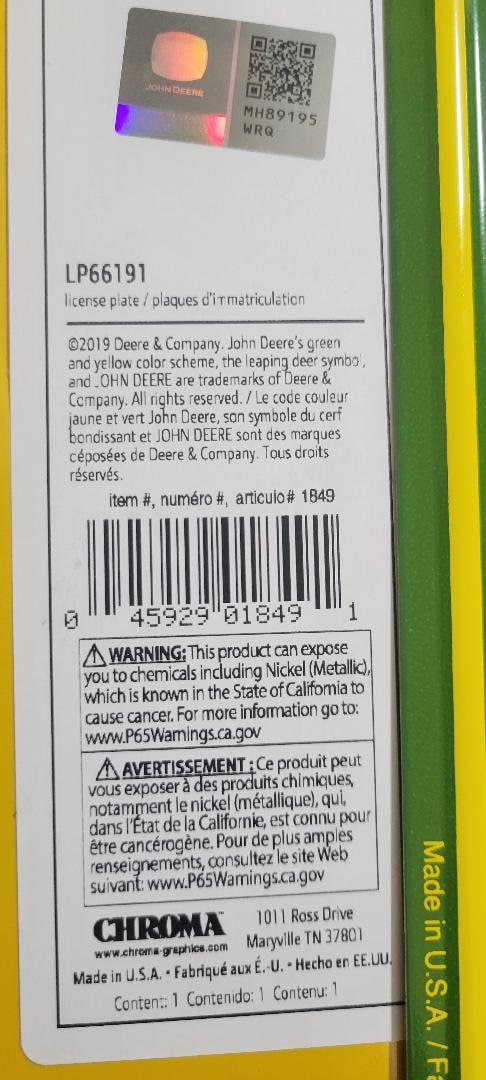 JOHN DEERE
MH89195
WRQ
LP66191
license plate / plaques d'immatriculation
©2019 Deere & Company. John Deere's green
and yellow color scheme, the leaping deer symbol,
and JOHN DEERE are trademarks of Deere &
Company. All rights reserved. / Le code couleur
jaune et vert John Deere, son symbole du cerf
bondissant et JOHN DEERE sont des marques
céposées de Deere & Company. Tous droits
réservés.
item #, numéro #, articulo# 1849
0 45929 01849 1
⚠ WARNING: This product can expose
you to chemicals including Nickel (Metallic),
which is known in the State of California to
cause cancer. For more information go to:
www.P65Warnings.ca.gov
⚠ AVERTISSEMENT : Ce produit peut
vous exposer à des produits chimiques,
notamment le nickel (métallique), qui,
dans l'État de la Californie, est connu pour
être cancérogène. Pour de plus amples
renseignements, consultez le site Web
suivant: www.P65Warnings.ca.gov
CHROMA™
www.chroma-graphics.com
1011 Ross Drive
Maryville TN 37801
Made in U.S.A. • Fabriqué aux É.-U. • Hecho en EE.UU.
Content: 1 Contenido: 1 Contenu: 1
Made in U.S.A. / Fa